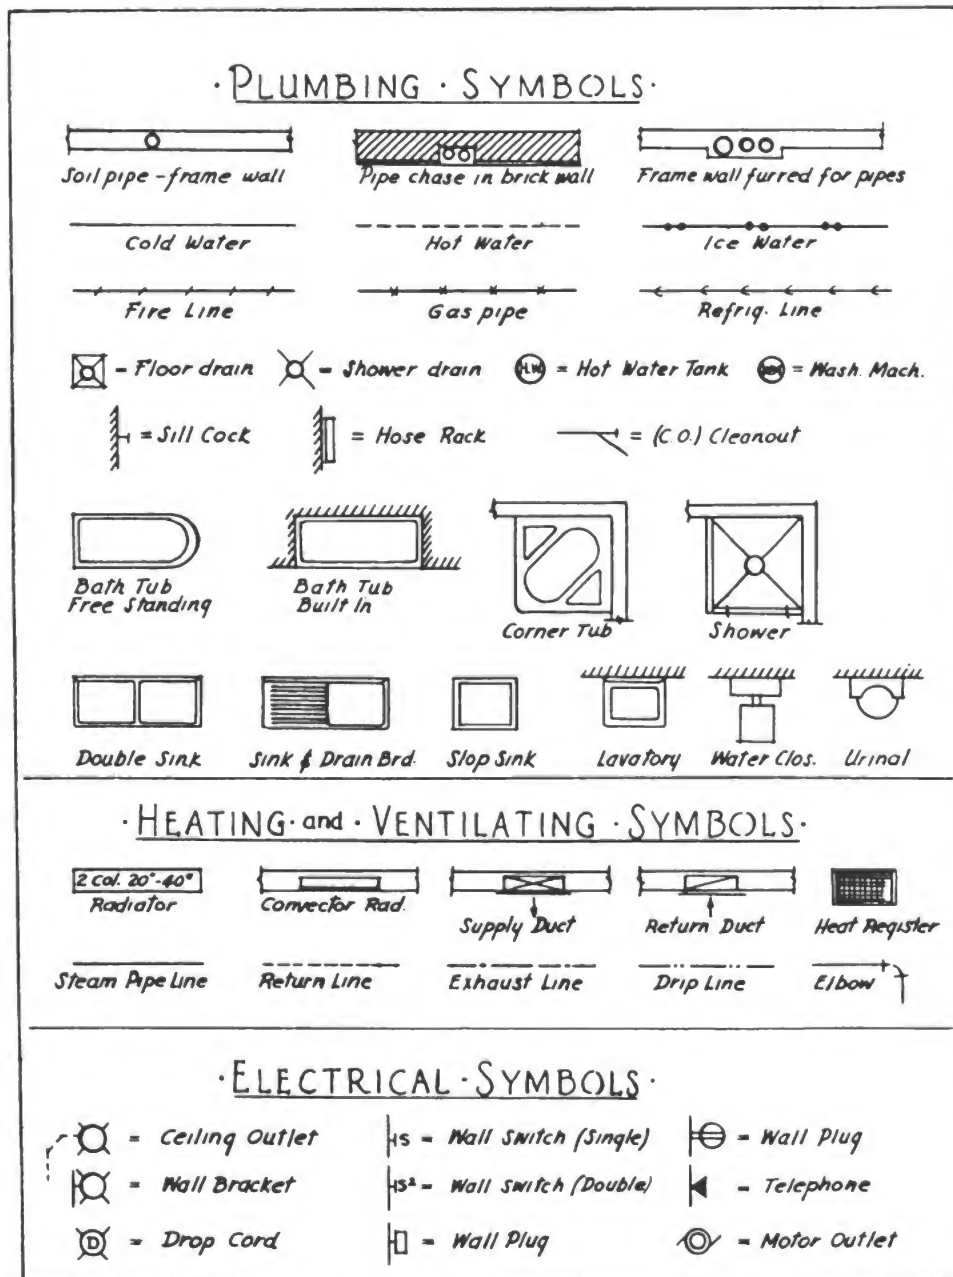 · PLUMBING · SYMBOLS ·
Soil pipe - frame wall
Pipe chase in brick wall
Frame wall furred for pipes
Cold Water
Hot Water
Ice Water
Fire Line
Gas pipe
Refrig. Line
- Floor drain
= Shower drain
H.W. = Hot Water Tank
= Wash. Mach.
= Sill Cock
= Hose Rack
= (C.O.) Cleanout
Bath Tub
Free Standing
Bath Tub
Built In
Corner Tub
Shower
Double Sink
Sink & Drain Brd.
Slop Sink
Lavatory
Water Clos.
Urinal
· HEATING · and · VENTILATING · SYMBOLS ·
2 Col. 20"-40"
Radiator
Convector Rad.
Supply Duct
Return Duct
Heat Register
Steam Pipe Line
Return Line
Exhaust Line
Drip Line
Elbow
· ELECTRICAL · SYMBOLS ·
= Ceiling Outlet
S = Wall Switch (Single)
= Wall Plug
= Wall Bracket
S² = Wall Switch (Double)
= Telephone
D = Drop Cord
= Wall Plug
= Motor Outlet